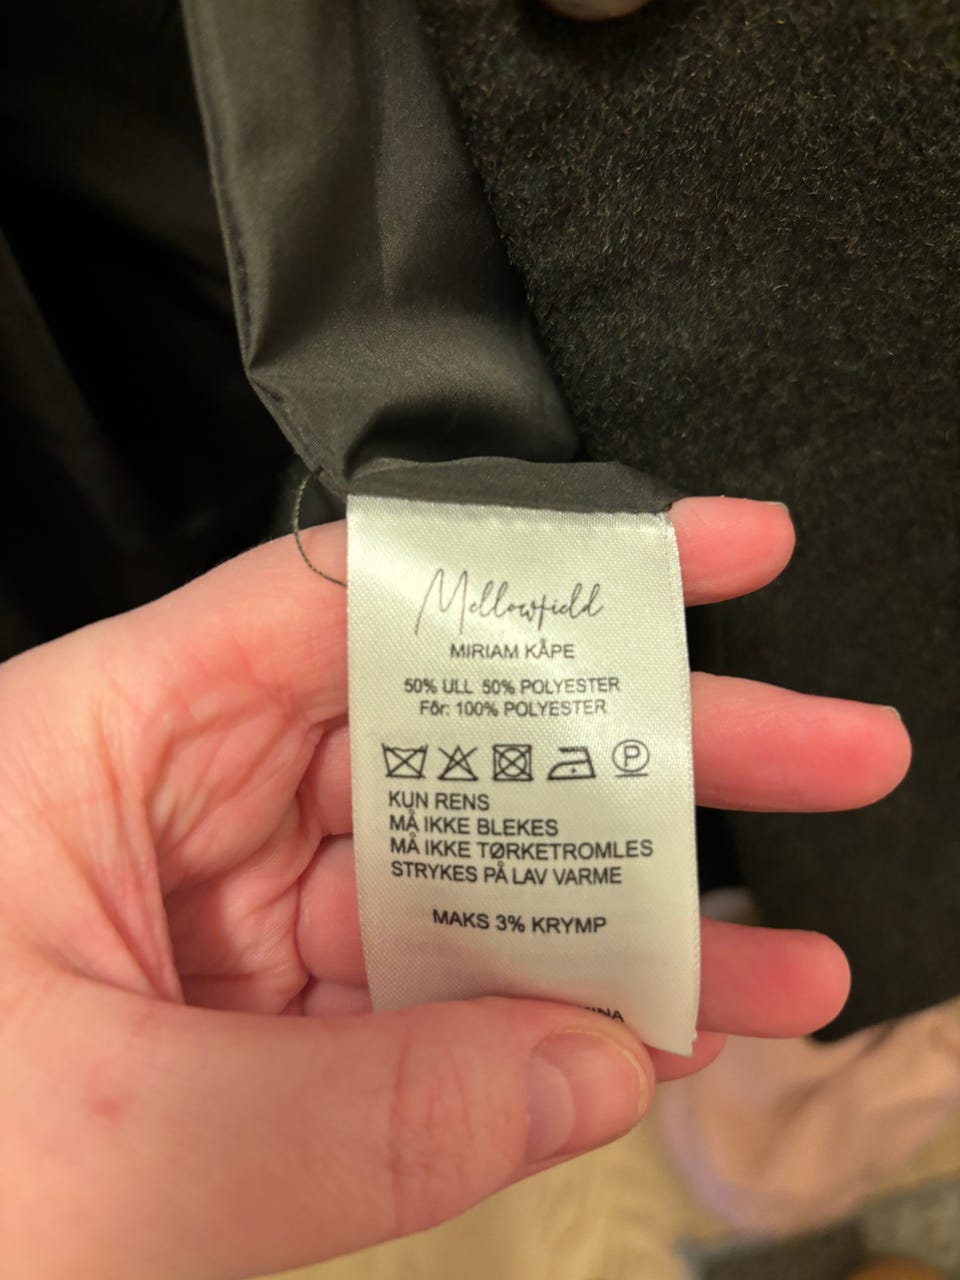 Mellowfield
MIRIAM KÅPE
50% ULL 50% POLYESTER
Fôr: 100% POLYESTER
P
KUN RENS
MÅ IKKE BLEKES
MÅ IKKE TØRKETROMLES
STRYKES PÅ LAV VARME
MAKS 3% KRYMP